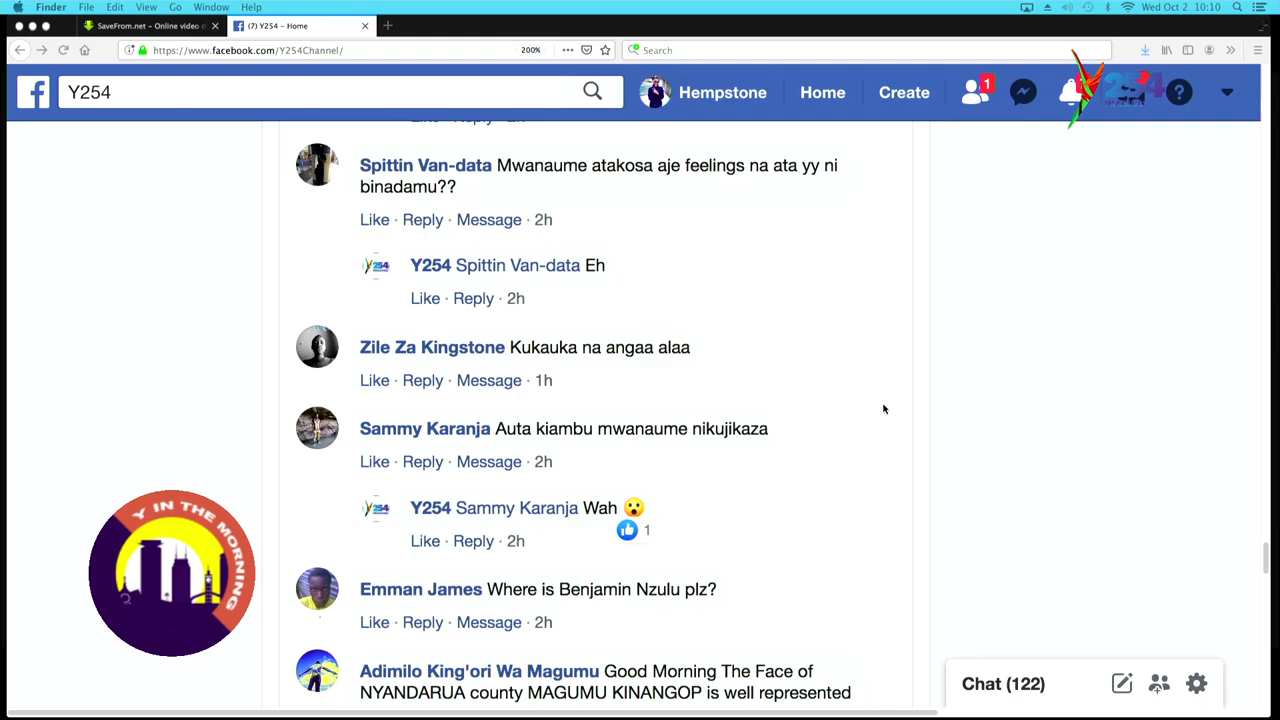 Finder File Edit View Go Window Help Wed Oct 2 10:10
SaveFrom.net – Online video d
(7) Y254 - Home
https://www.facebook.com/Y254Channel/ 200% Search
Y254 Hempstone Home Create 1 254
Like · Reply · 2h
Spittin Van-data Mwanaume atakosa aje feelings na ata yy ni
binadamu??
Like · Reply · Message · 2h
Y254 Spittin Van-data Eh
Like · Reply · 2h
Zile Za Kingstone Kukauka na angaa alaa
Like · Reply · Message · 1h
Sammy Karanja Auta kiambu mwanaume nikujikaza
Like · Reply · Message · 2h
Y254 Sammy Karanja Wah 😮
1
Like · Reply · 2h
Emman James Where is Benjamin Nzulu plz?
Like · Reply · Message · 2h
Adimilo King'ori Wa Magumu Good Morning The Face of
NYANDARUA county MAGUMU KINANGOP is well represented
Y IN THE MORNING
Chat (122)